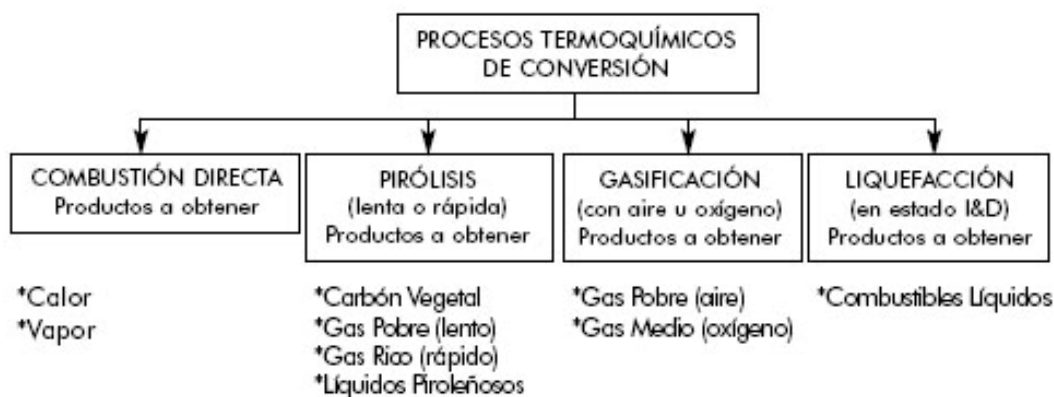 PROCESOS TERMOQUÍMICOS
DE CONVERSIÓN
COMBUSTIÓN DIRECTA
Productos a obtener
*Calor
*Vapor
PIRÓLISIS
(lenta o rápida)
Productos a obtener
*Carbón Vegetal
*Gas Pobre (lento)
*Gas Rico (rápido)
*Líquidos Piroleñosos
GASIFICACIÓN
(con aire u oxígeno)
Productos a obtener
*Gas Pobre (aire)
*Gas Medio (oxígeno)
LIQUEFACCIÓN
(en estado I&D)
Productos a obtener
*Combustibles Líquidos